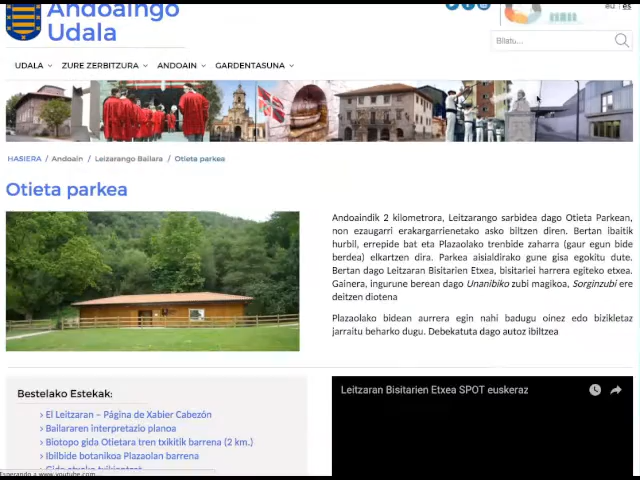 Andoaingo
Udala
eu | es
Bilatu...
UDALA
ZURE ZERBITZURA
ANDOAIN
GARDENTASUNA
HASIERA / Andoain / Leizarango Bailara / Otieta parkea
Otieta parkea
Andoaindik 2 kilometrora, Leitzarango sarbidea dago Otieta Parkean,
non ezaugarri erakargarrienetako asko biltzen diren. Bertan ibaitik
hurbil, errepide bat eta Plazaolako trenbide zaharra (gaur egun bide
berdea) elkartzen dira. Parkea aisialdirako gune gisa egokitu dute.
Bertan dago Leitzaran Bisitarien Etxea, bisitariei harrera egiteko etxea.
Gainera, ingurune berean dago Unanibiko zubi magikoa, Sorginzubi ere
deitzen diotena
Plazaolako bidean aurrera egin nahi badugu oinez edo bizikletaz
jarraitu beharko dugu. Debekatuta dago autoz ibiltzea
Bestelako Estekak:
› El Leitzaran – Página de Xabier Cabezón
› Bailararen interpretazio planoa
› Biotopo gida Otietara tren txikitik barrena (2 km.)
› Ibilbide botanikoa Plazaolan barrena
Leitzaran Bisitarien Etxea SPOT euskeraz
Esperando a www.youtube.com